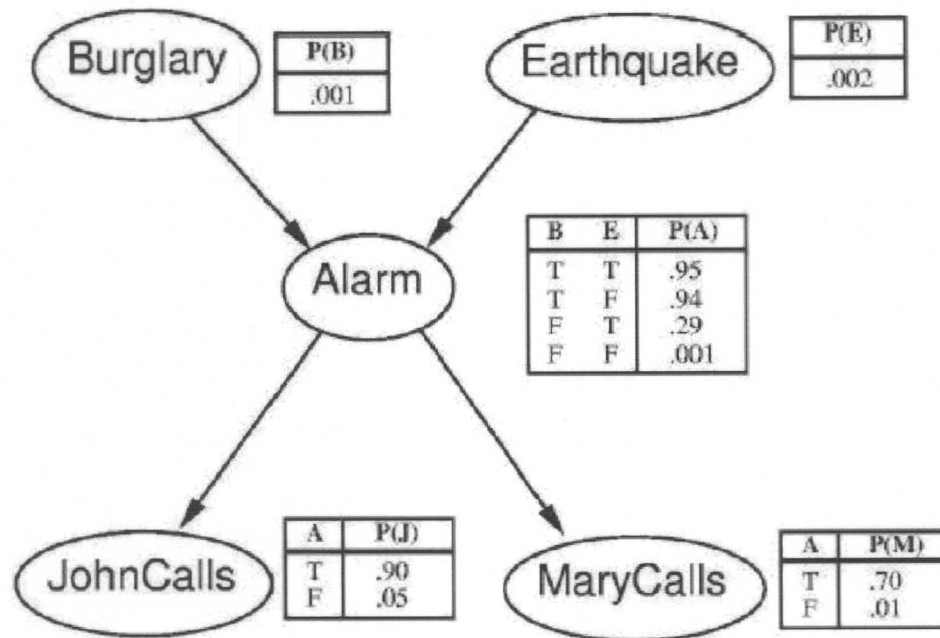 Burglary
P(B)
.001
Earthquake
P(E)
.002
Alarm
B E P(A)
T T .95
T F .94
F T .29
F F .001
JohnCalls
A P(J)
T .90
F .05
MaryCalls
A P(M)
T .70
F .01